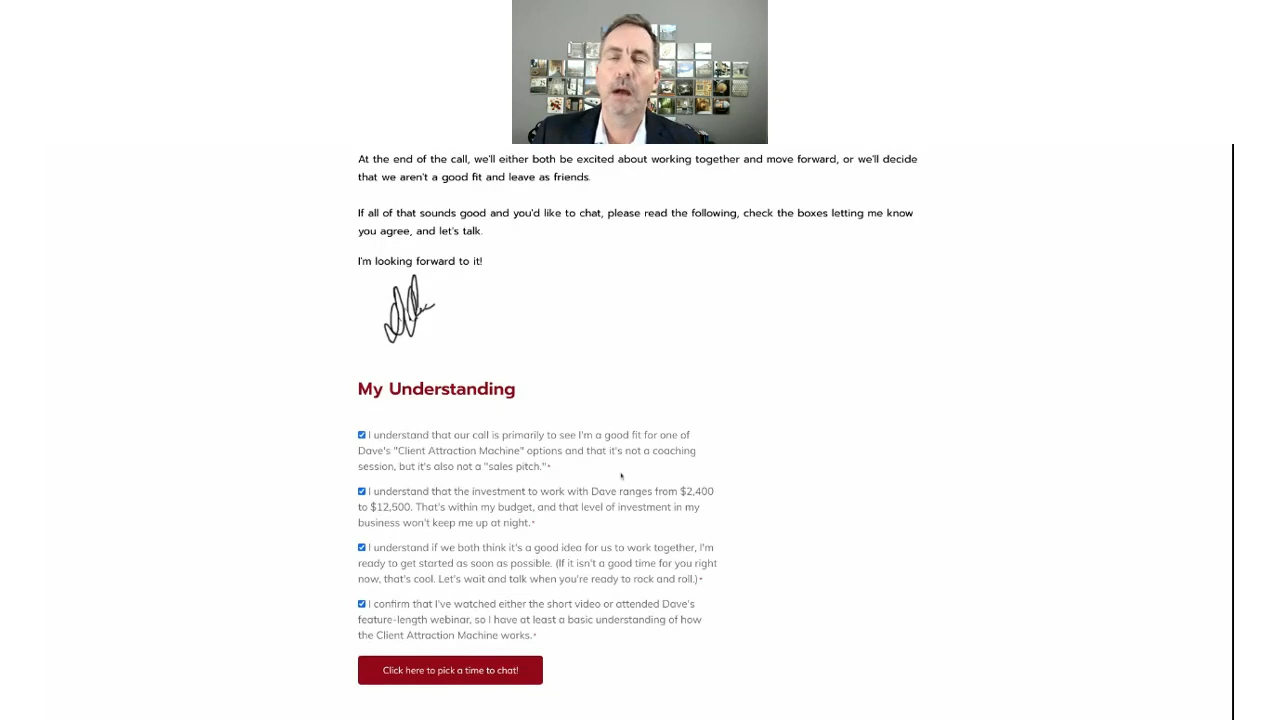 At the end of the call, we'll either both be excited about working together and move forward, or we'll decide
that we aren't a good fit and leave as friends.
If all of that sounds good and you'd like to chat, please read the following, check the boxes letting me know
you agree, and let's talk.
I'm looking forward to it!
My Understanding
I understand that our call is primarily to see I'm a good fit for one of
Dave's "Client Attraction Machine" options and that it's not a coaching
session, but it's also not a "sales pitch."*
I understand that the investment to work with Dave ranges from $2,400
to $12,500. That's within my budget, and that level of investment in my
business won't keep me up at night.*
I understand if we both think it's a good idea for us to work together, I'm
ready to get started as soon as possible. (If it isn't a good time for you right
now, that's cool. Let's wait and talk when you're ready to rock and roll.)*
I confirm that I've watched either the short video or attended Dave's
feature-length webinar, so I have at least a basic understanding of how
the Client Attraction Machine works.*
Click here to pick a time to chat!